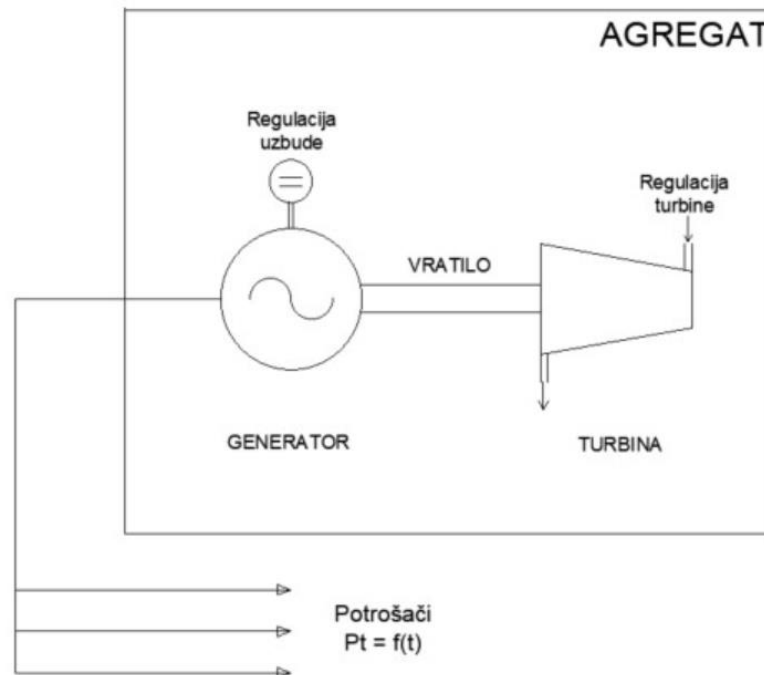 AGREGAT
Regulacija
uzbude
Regulacija
turbine
VRATILO
GENERATOR
TURBINA
Potrošači
Pt = f(t)